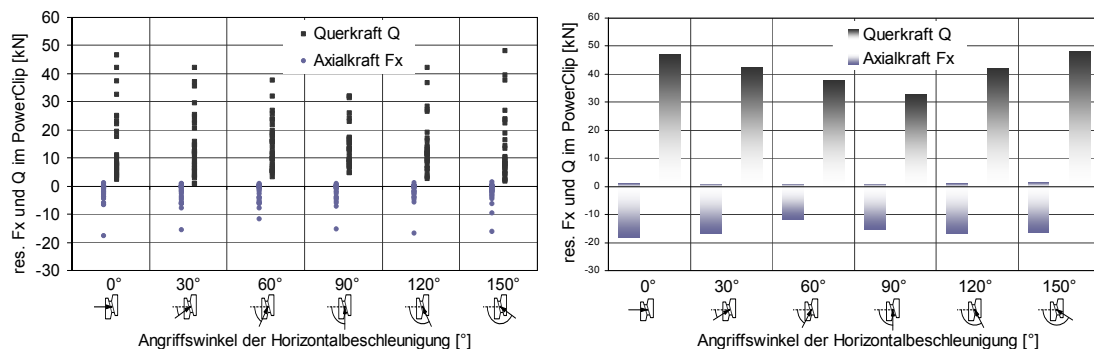 res. Fx und Q im PowerClip [kN]
60
50
40
30
20
10
0
-10
-20
-30
Querkraft Q
Axialkraft Fx
0° 30° 60° 90° 120° 150°
Angriffswinkel der Horizontalbeschleunigung [°]
res. Fx und Q im PowerClip [kN]
60
50
40
30
20
10
0
-10
-20
-30
Querkraft Q
Axialkraft Fx
0° 30° 60° 90° 120° 150°
Angriffswinkel der Horizontalbeschleunigung [°]